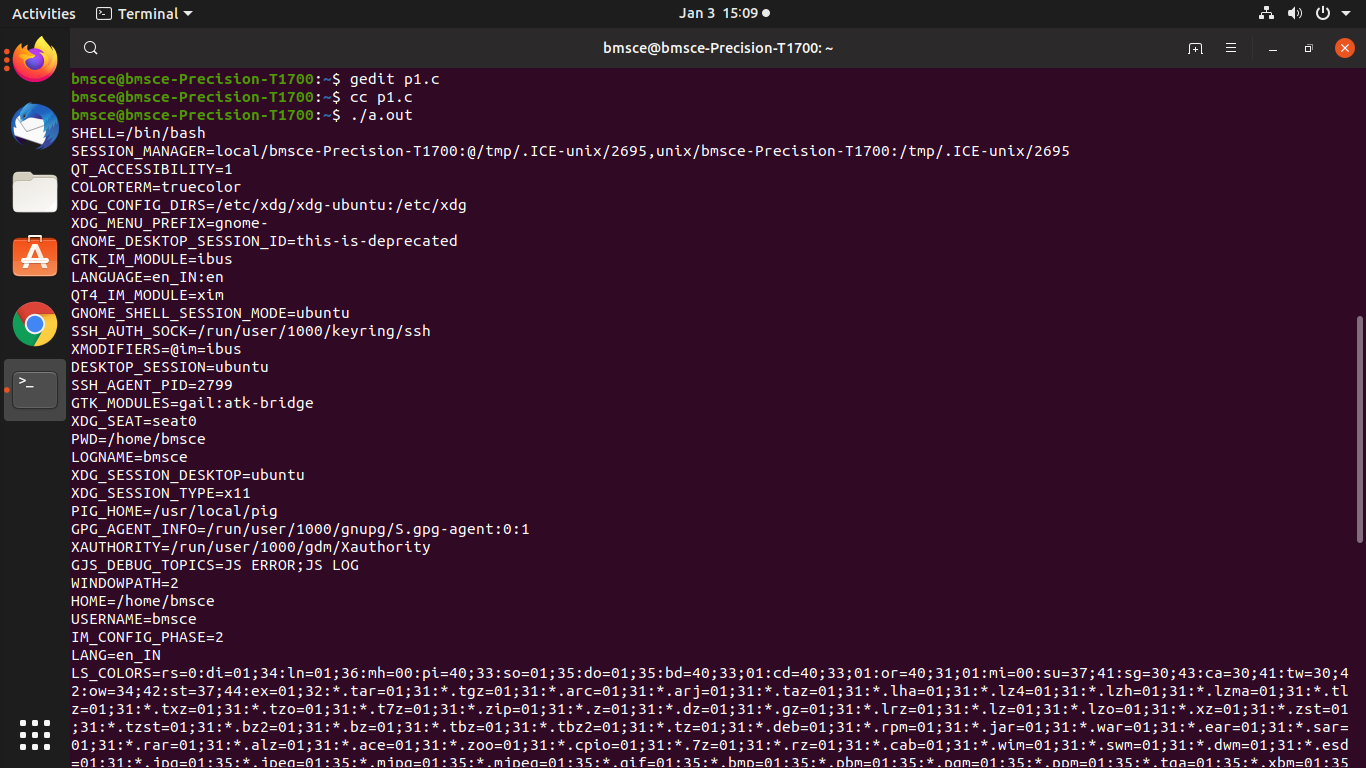 Activities Terminal Jan 3 15:09
bmsce@bmsce-Precision-T1700: ~
bmsce@bmsce-Precision-T1700:~$ gedit p1.c
bmsce@bmsce-Precision-T1700:~$ cc p1.c
bmsce@bmsce-Precision-T1700:~$ ./a.out
SHELL=/bin/bash
SESSION_MANAGER=local/bmsce-Precision-T1700:@/tmp/.ICE-unix/2695,unix/bmsce-Precision-T1700:/tmp/.ICE-unix/2695
QT_ACCESSIBILITY=1
COLORTERM=truecolor
XDG_CONFIG_DIRS=/etc/xdg/xdg-ubuntu:/etc/xdg
XDG_MENU_PREFIX=gnome-
GNOME_DESKTOP_SESSION_ID=this-is-deprecated
GTK_IM_MODULE=ibus
LANGUAGE=en_IN:en
QT4_IM_MODULE=xim
GNOME_SHELL_SESSION_MODE=ubuntu
SSH_AUTH_SOCK=/run/user/1000/keyring/ssh
XMODIFIERS=@im=ibus
DESKTOP_SESSION=ubuntu
SSH_AGENT_PID=2799
GTK_MODULES=gail:atk-bridge
XDG_SEAT=seat0
PWD=/home/bmsce
LOGNAME=bmsce
XDG_SESSION_DESKTOP=ubuntu
XDG_SESSION_TYPE=x11
PIG_HOME=/usr/local/pig
GPG_AGENT_INFO=/run/user/1000/gnupg/S.gpg-agent:0:1
XAUTHORITY=/run/user/1000/gdm/Xauthority
GJS_DEBUG_TOPICS=JS ERROR;JS LOG
WINDOWPATH=2
HOME=/home/bmsce
USERNAME=bmsce
IM_CONFIG_PHASE=2
LANG=en_IN
LS_COLORS=rs=0:di=01;34:ln=01;36:mh=00:pi=40;33:so=01;35:do=01;35:bd=40;33;01:cd=40;33;01:or=40;31;01:mi=00:su=37;41:sg=30;43:ca=30;41:tw=30;4
2:ow=34;42:st=37;44:ex=01;32:*.tar=01;31:*.tgz=01;31:*.arc=01;31:*.arj=01;31:*.taz=01;31:*.lha=01;31:*.lz4=01;31:*.lzh=01;31:*.lzma=01;31:*.tl
z=01;31:*.txz=01;31:*.tzo=01;31:*.t7z=01;31:*.zip=01;31:*.z=01;31:*.dz=01;31:*.gz=01;31:*.lrz=01;31:*.lz=01;31:*.lzo=01;31:*.xz=01;31:*.zst=01
;31:*.tzst=01;31:*.bz2=01;31:*.bz=01;31:*.tbz=01;31:*.tbz2=01;31:*.tz=01;31:*.deb=01;31:*.rpm=01;31:*.jar=01;31:*.war=01;31:*.ear=01;31:*.sar=
01;31:*.rar=01;31:*.alz=01;31:*.ace=01;31:*.zoo=01;31:*.cpio=01;31:*.7z=01;31:*.rz=01;31:*.cab=01;31:*.wim=01;31:*.swm=01;31:*.dwm=01;31:*.esd
=01;31:*.jpg=01;35:*.jpeg=01;35:*.mjpg=01;35:*.mjpeg=01;35:*.gif=01;35:*.bmp=01;35:*.pbm=01;35:*.pgm=01;35:*.ppm=01;35:*.tga=01;35:*.xbm=01;35